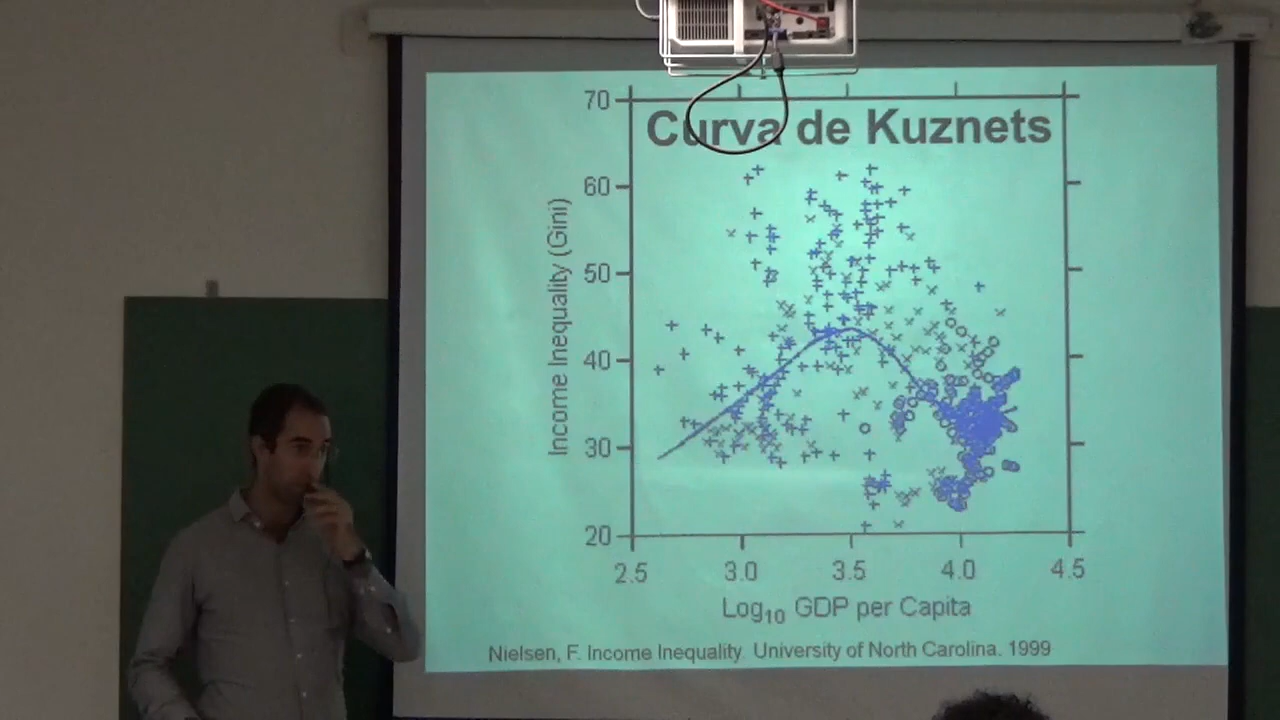 70
Curva de Kuznets
60
50
40
30
20
Income Inequality (Gini)
2.5 3.0 3.5 4.0 4.5
Log₁₀ GDP per Capita
Nielsen, F. Income Inequality. University of North Carolina. 1999